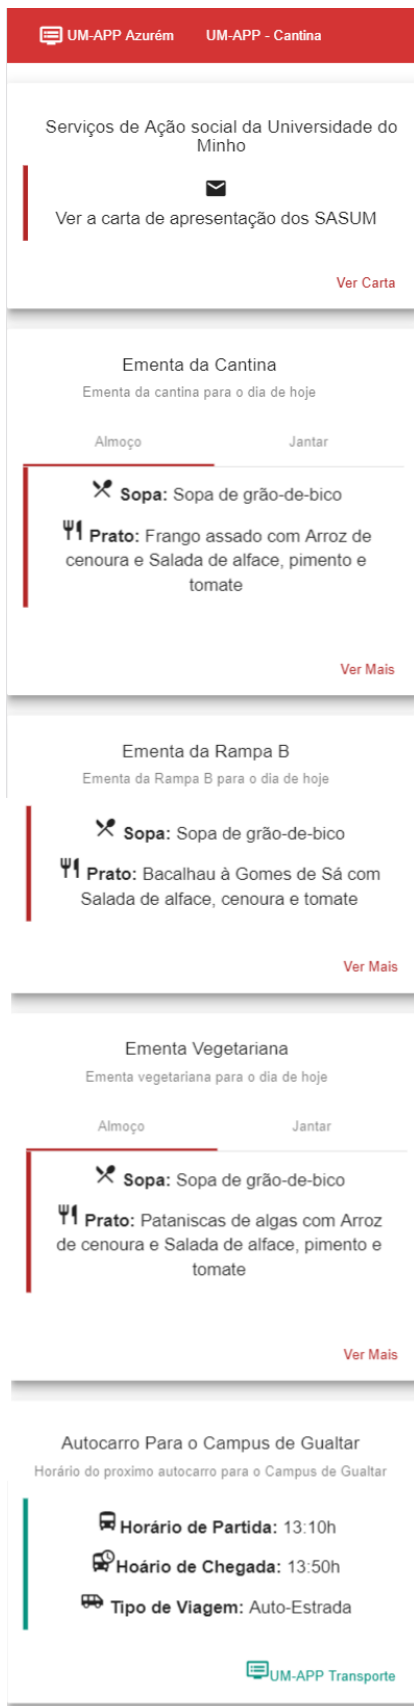 UM-APP Azurém UM-APP - Cantina
Serviços de Ação social da Universidade do
Minho
Ver a carta de apresentação dos SASUM
Ver Carta
Ementa da Cantina
Ementa da cantina para o dia de hoje
Almoço Jantar
Sopa: Sopa de grão-de-bico
Prato: Frango assado com Arroz de
cenoura e Salada de alface, pimento e
tomate
Ver Mais
Ementa da Rampa B
Ementa da Rampa B para o dia de hoje
Sopa: Sopa de grão-de-bico
Prato: Bacalhau à Gomes de Sá com
Salada de alface, cenoura e tomate
Ver Mais
Ementa Vegetariana
Ementa vegetariana para o dia de hoje
Almoço Jantar
Sopa: Sopa de grão-de-bico
Prato: Pataniscas de algas com Arroz
de cenoura e Salada de alface, pimento e
tomate
Ver Mais
Autocarro Para o Campus de Gualtar
Horário do proximo autocarro para o Campus de Gualtar
Horário de Partida: 13:10h
Hoário de Chegada: 13:50h
Tipo de Viagem: Auto-Estrada
UM-APP Transporte